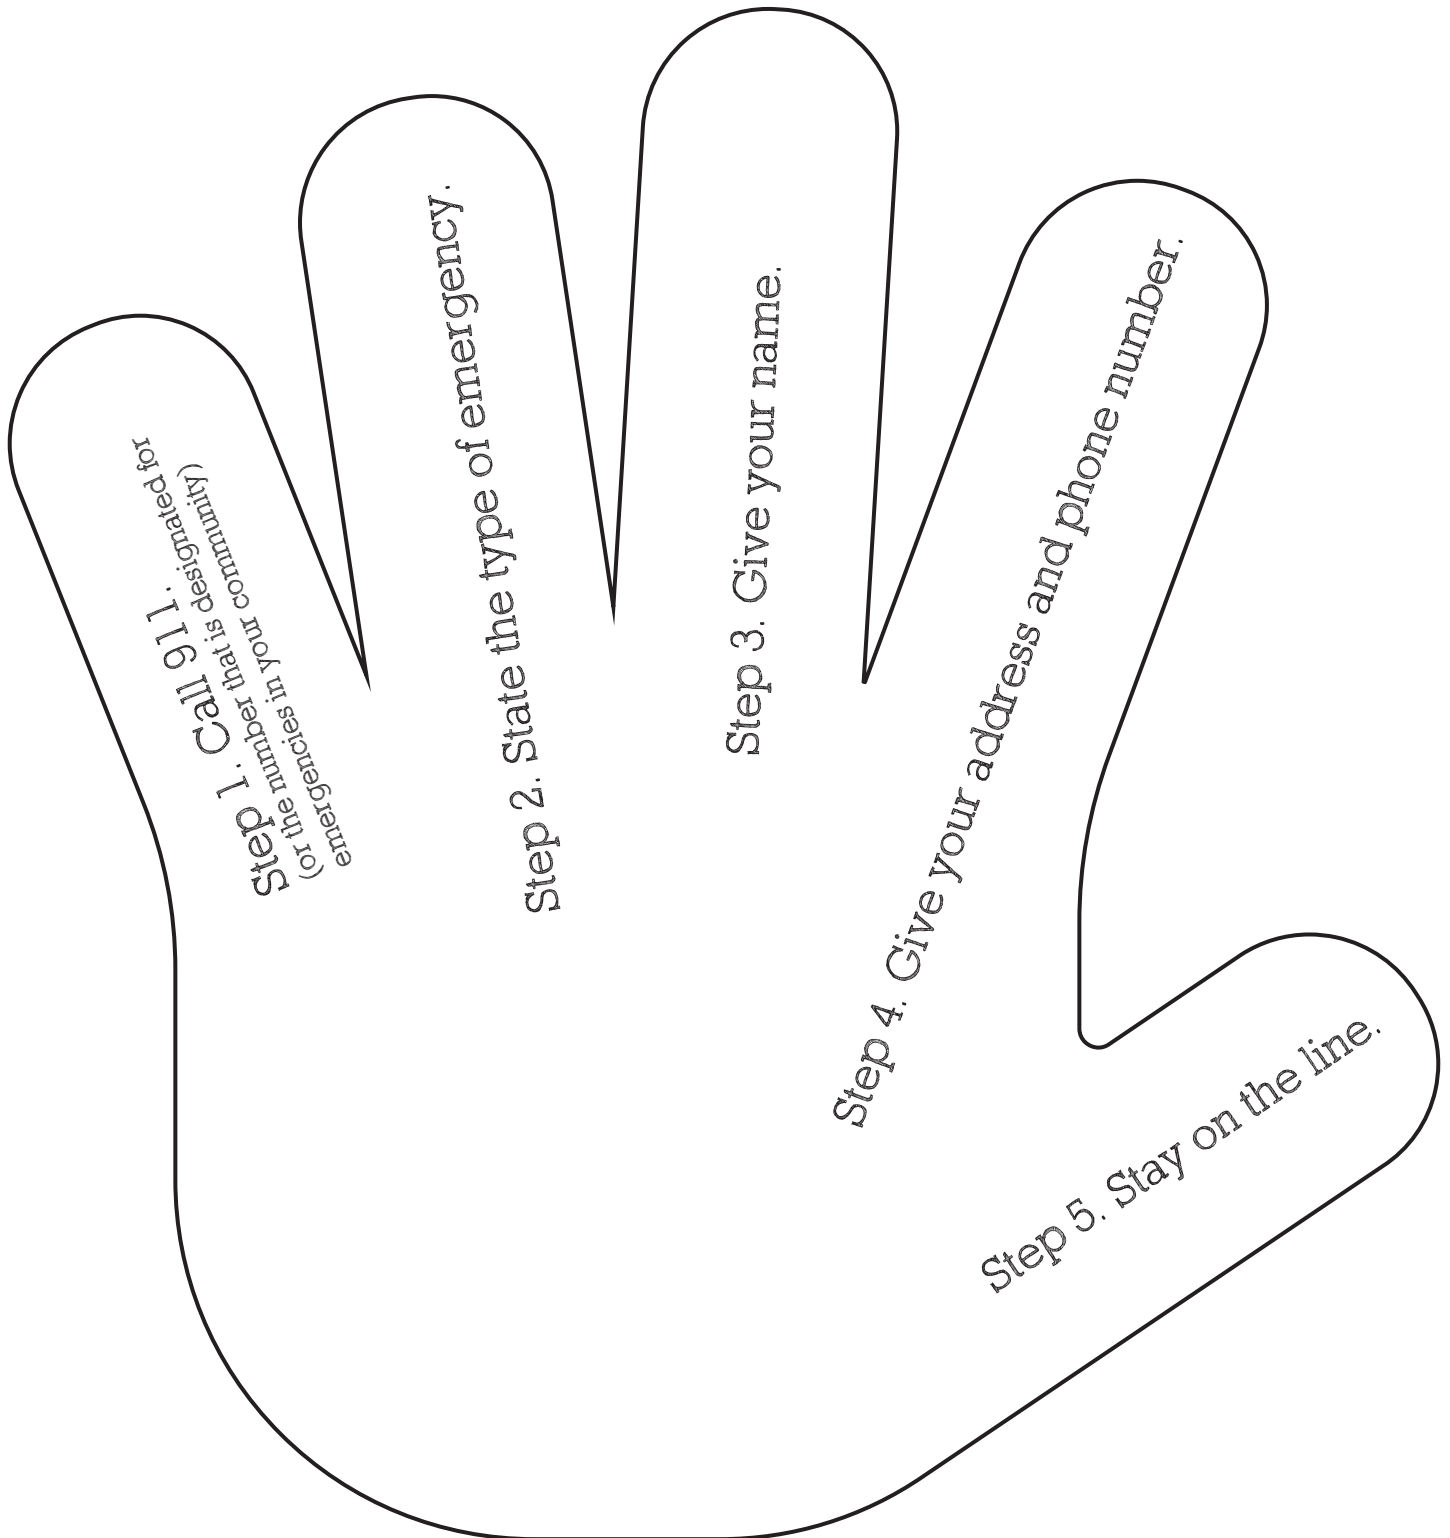 Step 1. Call 911.
(or the number that is designated for
emergencies in your community)
Step 2. State the type of emergency.
Step 3. Give your name.
Step 4. Give your address and phone number.
Step 5. Stay on the line.